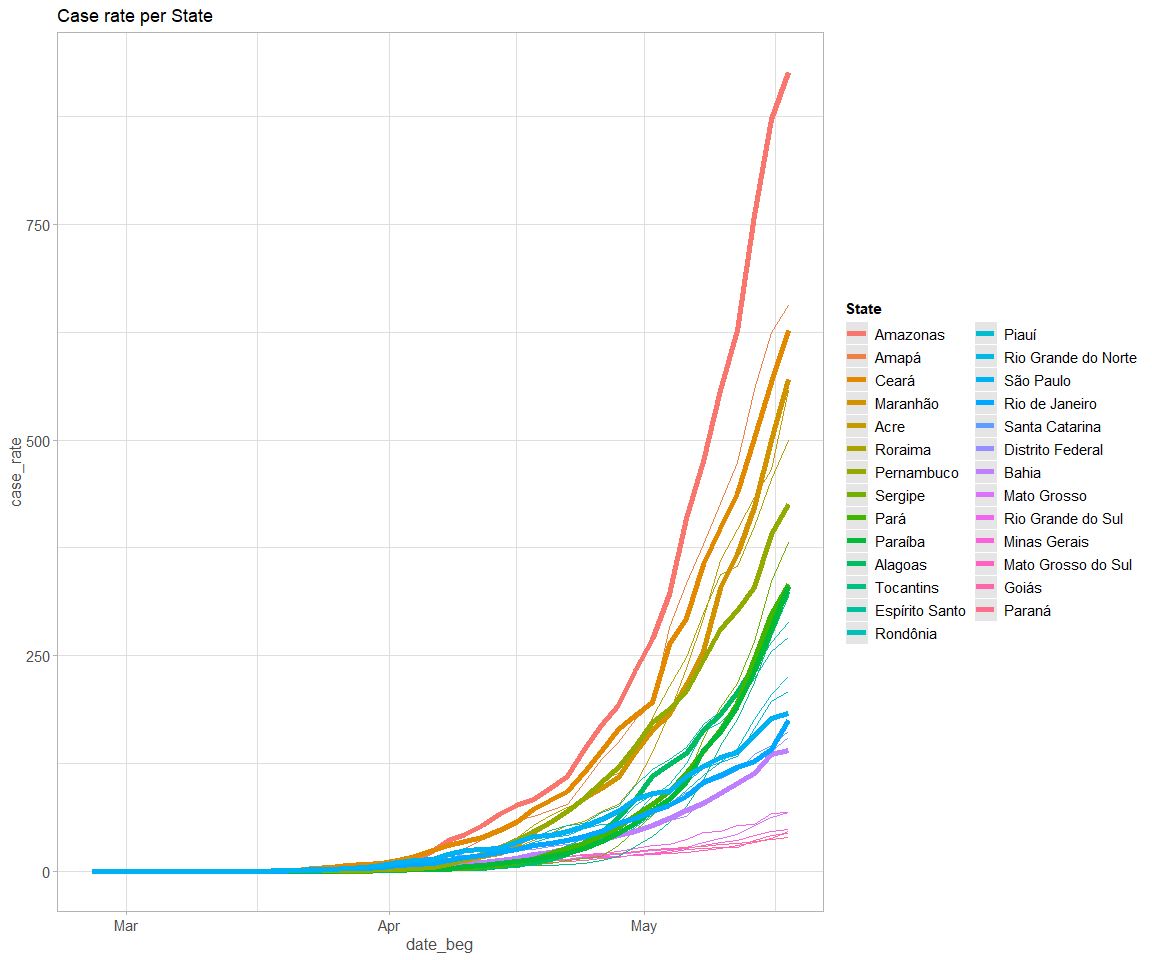 Case rate per State
case_rate
750
500
250
0
Mar
Apr
May
date_beg
State
Amazonas
Amapá
Ceará
Maranhão
Acre
Roraima
Pernambuco
Sergipe
Pará
Paraíba
Alagoas
Tocantins
Espírito Santo
Rondônia
Piauí
Rio Grande do Norte
São Paulo
Rio de Janeiro
Santa Catarina
Distrito Federal
Bahia
Mato Grosso
Rio Grande do Sul
Minas Gerais
Mato Grosso do Sul
Goiás
Paraná